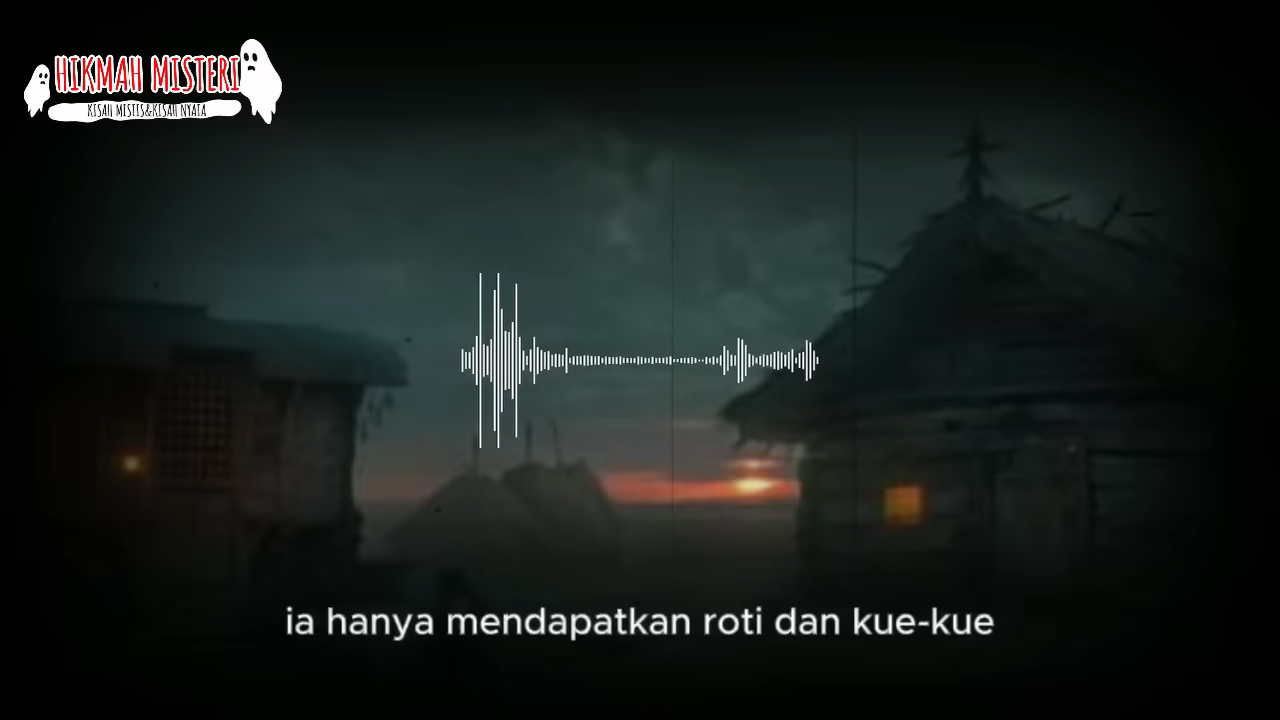 HIKMAH MISTERI
KISAH MISTIS&KISAH NYATA
ia hanya mendapatkan roti dan kue-kue